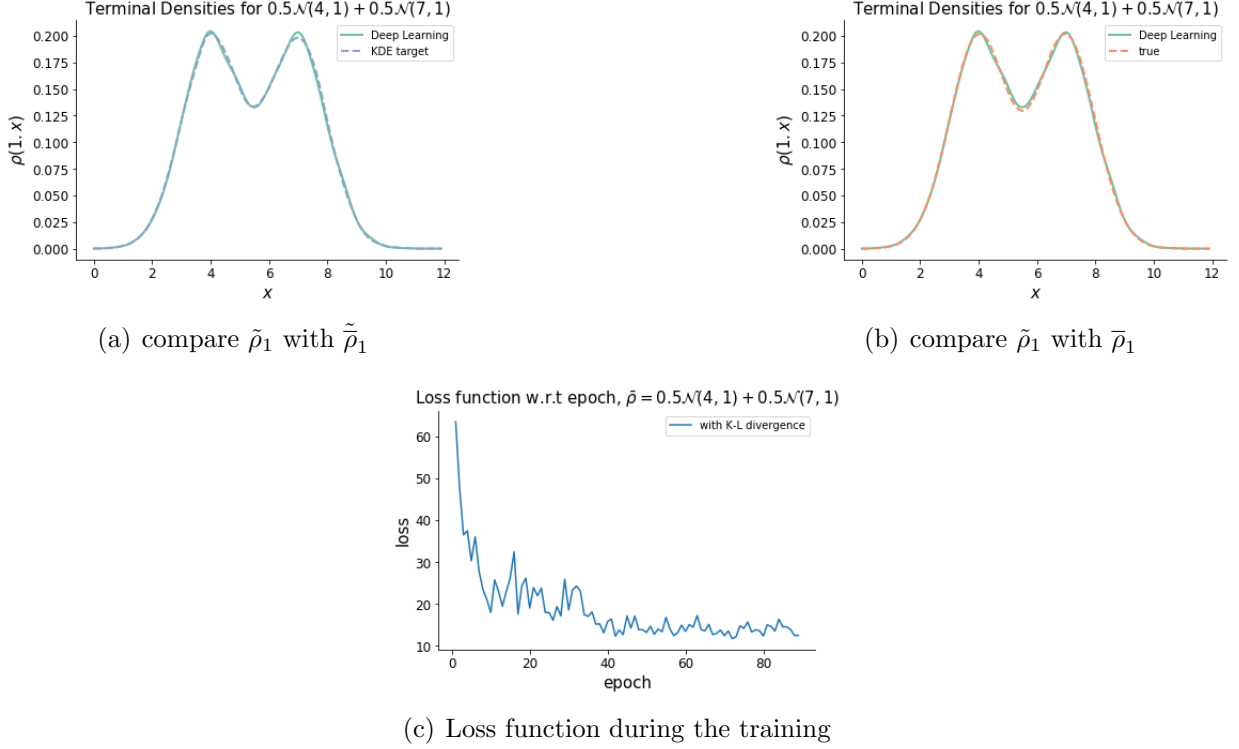 Terminal Densities for 0.5𝒩(4, 1) + 0.5𝒩(7, 1)
Deep Learning
KDE target
ρ(1. x)
0.200
0.175
0.150
0.125
0.100
0.075
0.050
0.025
0.000
0 2 4 6 8 10 12
x
(a) compare ρ̃₁ with ρ̅̃₁
Terminal Densities for 0.5𝒩(4, 1) + 0.5𝒩(7, 1)
Deep Learning
true
ρ(1. x)
0.200
0.175
0.150
0.125
0.100
0.075
0.050
0.025
0.000
0 2 4 6 8 10 12
x
(b) compare ρ̃₁ with ρ̅₁
Loss function w.r.t epoch, ρ̄ = 0.5𝒩(4, 1) + 0.5𝒩(7, 1)
with K-L divergence
loss
60
50
40
30
20
10
0 20 40 60 80
epoch
(c) Loss function during the training